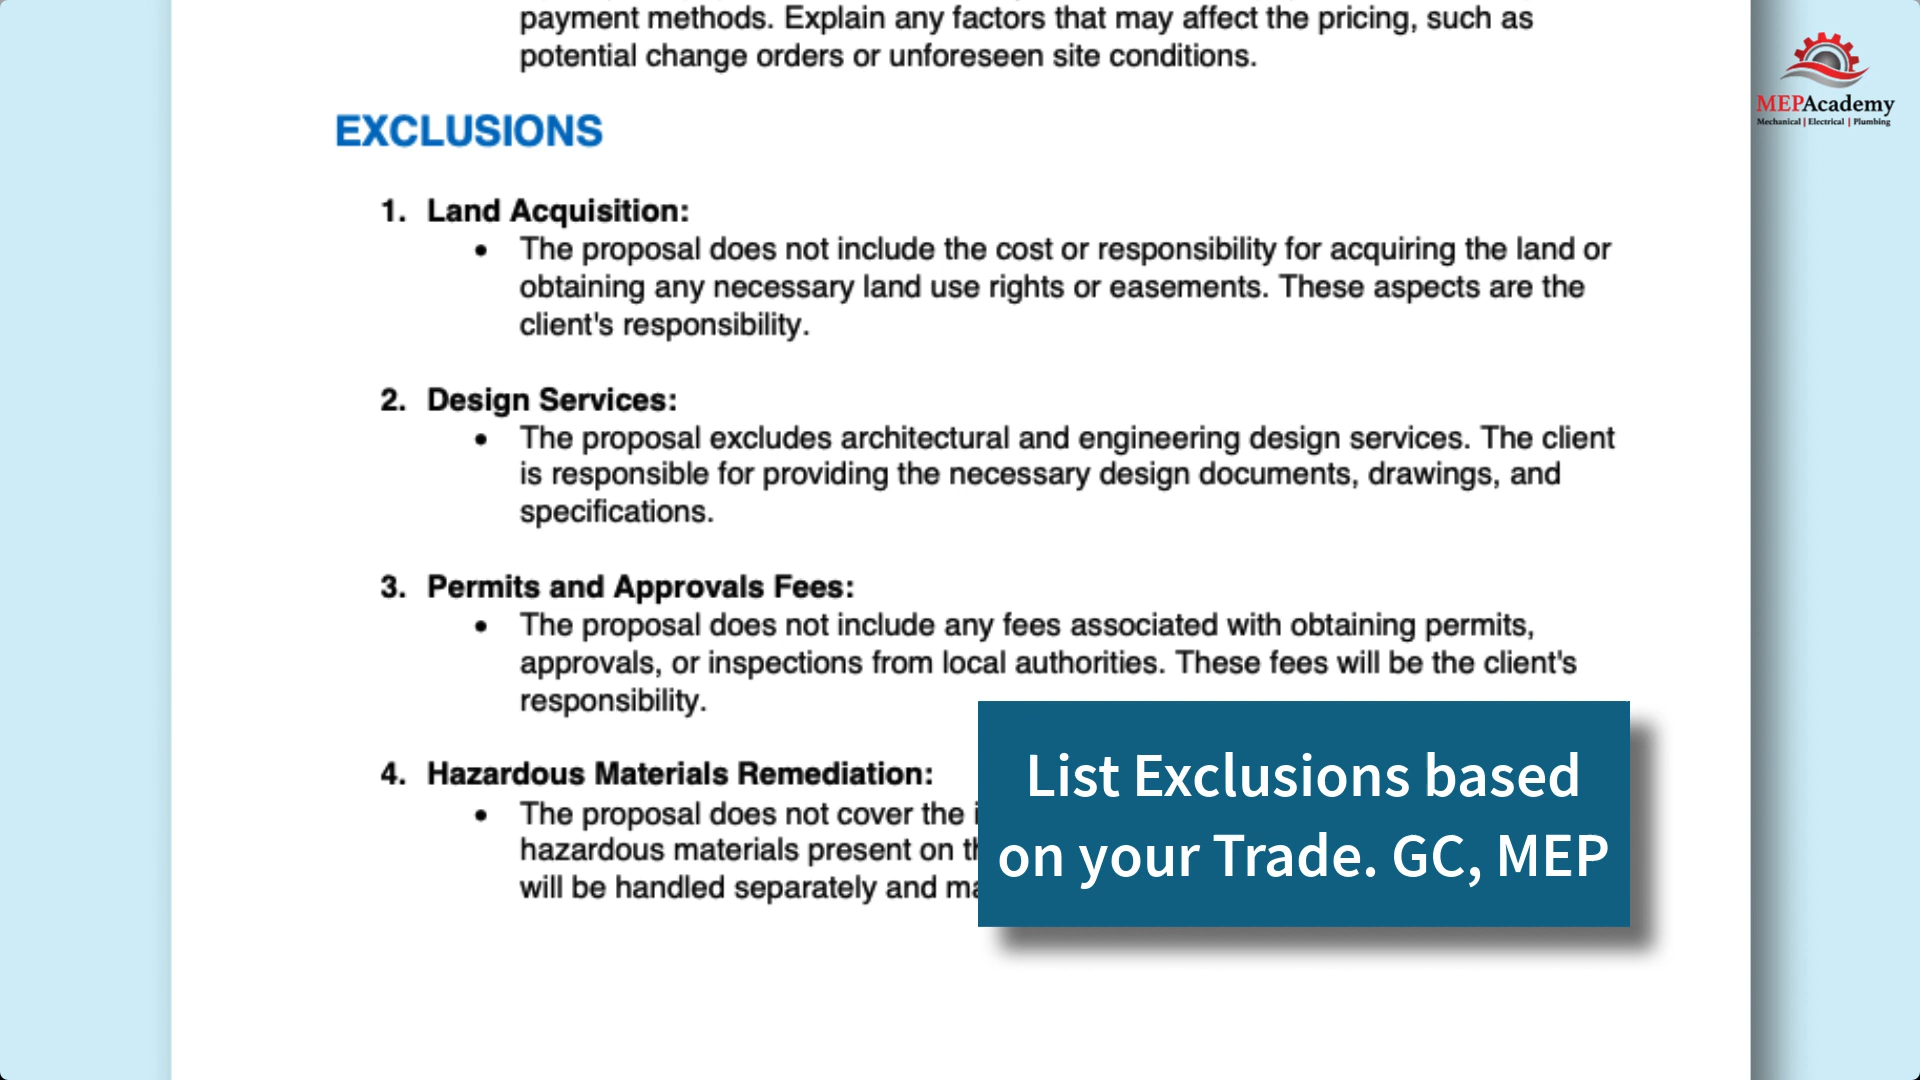 payment methods. Explain any factors that may affect the pricing, such as
potential change orders or unforeseen site conditions.
MEPAcademy
Mechanical | Electrical | Plumbing
EXCLUSIONS
1. Land Acquisition:
• The proposal does not include the cost or responsibility for acquiring the land or
obtaining any necessary land use rights or easements. These aspects are the
client's responsibility.
2. Design Services:
• The proposal excludes architectural and engineering design services. The client
is responsible for providing the necessary design documents, drawings, and
specifications.
3. Permits and Approvals Fees:
• The proposal does not include any fees associated with obtaining permits,
approvals, or inspections from local authorities. These fees will be the client's
responsibility.
4. Hazardous Materials Remediation:
• The proposal does not cover the
hazardous materials present on
will be handled separately and
List Exclusions based
on your Trade. GC, MEP